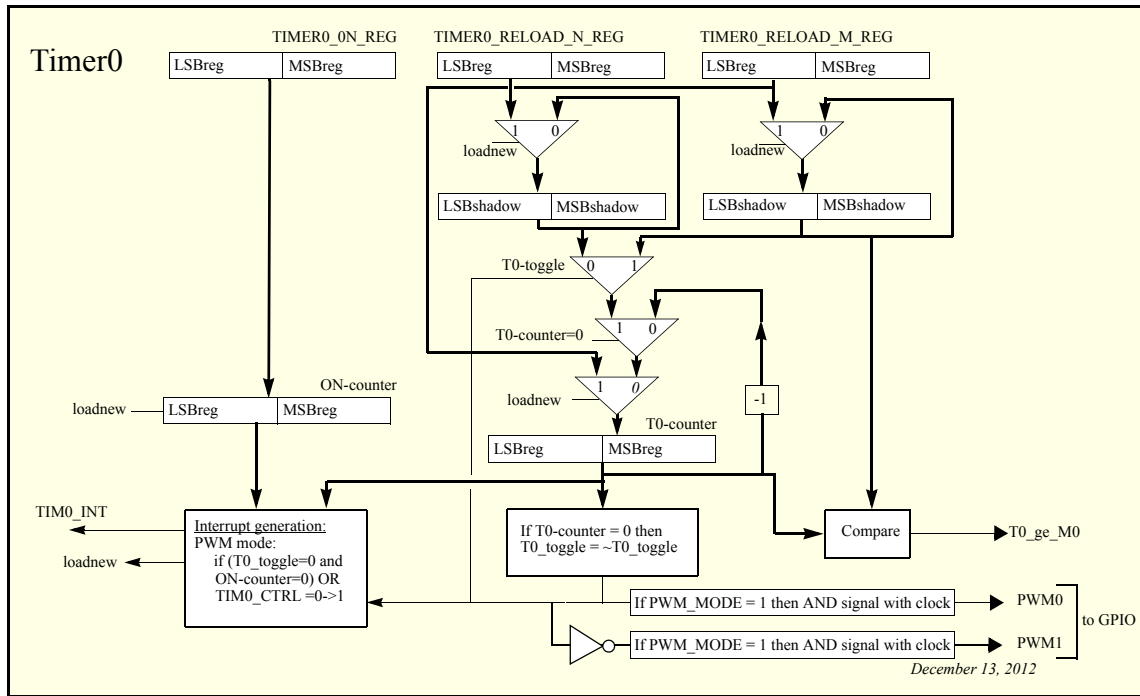 Timer0
TIMER0_0N_REG
LSBreg MSBreg
TIMER0_RELOAD_N_REG
LSBreg MSBreg
TIMER0_RELOAD_M_REG
LSBreg MSBreg
1 0
loadnew
1 0
loadnew
LSBshadow MSBshadow
LSBshadow MSBshadow
T0-toggle
0 1
T0-counter=0
1 0
loadnew
1 0
-1
ON-counter
loadnew
LSBreg MSBreg
T0-counter
LSBreg MSBreg
TIM0_INT
loadnew
Interrupt generation:
PWM mode:
if (T0_toggle=0 and
ON-counter=0) OR
TIM0_CTRL =0->1
If T0-counter = 0 then
T0_toggle = ~T0_toggle
Compare
T0_ge_M0
If PWM_MODE = 1 then AND signal with clock
PWM0
If PWM_MODE = 1 then AND signal with clock
PWM1
to GPIO
December 13, 2012